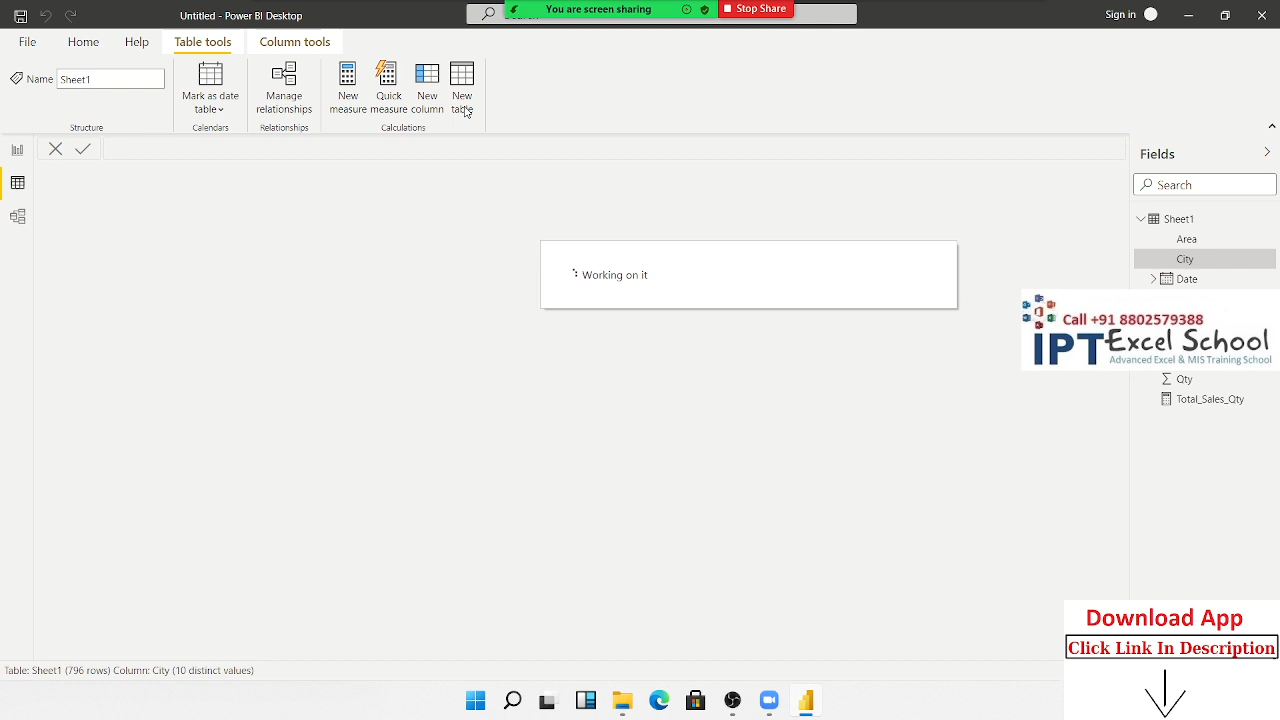 Untitled - Power BI Desktop
You are screen sharing
Stop Share
Sign in
File
Home
Help
Table tools
Column tools
Name
Sheet1
Mark as date
table
Manage
relationships
New
measure
Quick
measure
New
column
New
table
Structure
Calendars
Relationships
Calculations
Fields
Search
Working on it
Sheet1
Area
City
Date
Call +91 8802579388
IPT Excel School
Advanced Excel & MIS Training School
Qty
Total_Sales_Qty
Download App
Click Link In Description
Table: Sheet1 (796 rows) Column: City (10 distinct values)